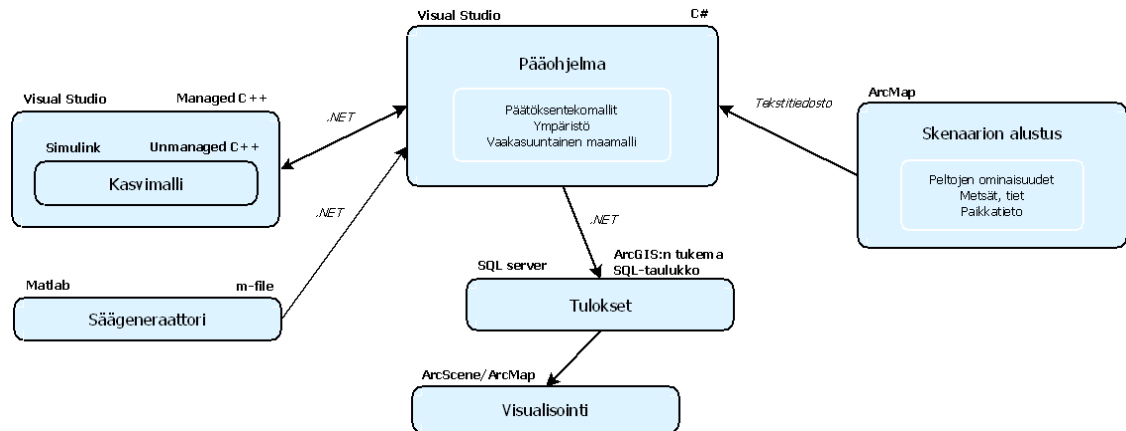 Visual Studio
C#
Pääohjelma
Päätöksentekomallit
Ympäristö
Vaakasuuntainen maamalli
Visual Studio
Managed C++
Simulink
Unmanaged C++
Kasvimalli
.NET
Tekstitiedosto
ArcMap
Skenaarion alustus
Peltojen ominaisuudet
Metsät, tiet
Paikkatieto
.NET
.NET
Matlab
m-file
Säägeneraattori
SQL server
ArcGIS:n tukema
SQL-taulukko
Tulokset
ArcScene/ArcMap
Visualisointi